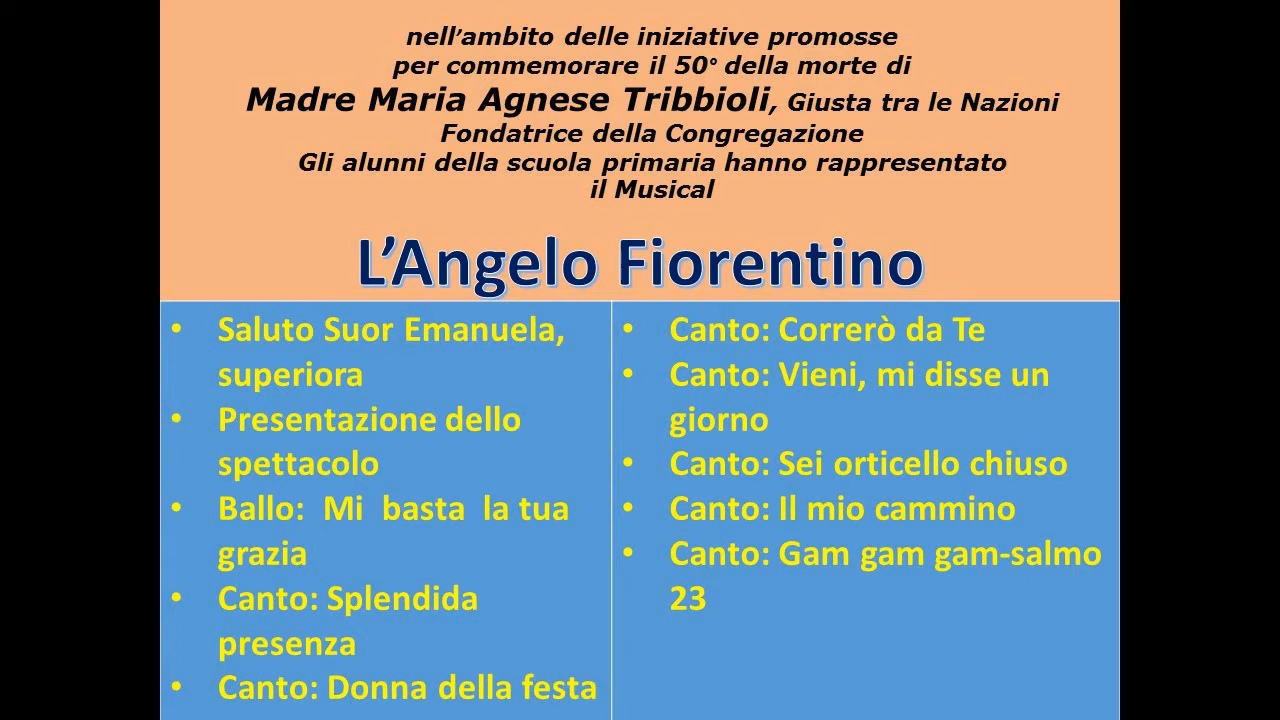 nell’ambito delle iniziative promosse
per commemorare il 50° della morte di
Madre Maria Agnese Tribbioli, Giusta tra le Nazioni
Fondatrice della Congregazione
Gli alunni della scuola primaria hanno rappresentato
il Musical
L’Angelo Fiorentino
• Saluto Suor Emanuela,
superiora
• Presentazione dello
spettacolo
• Ballo: Mi basta la tua
grazia
• Canto: Splendida
presenza
• Canto: Donna della festa
• Canto: Correrò da Te
• Canto: Vieni, mi disse un
giorno
• Canto: Sei orticello chiuso
• Canto: Il mio cammino
• Canto: Gam gam gam-salmo
23